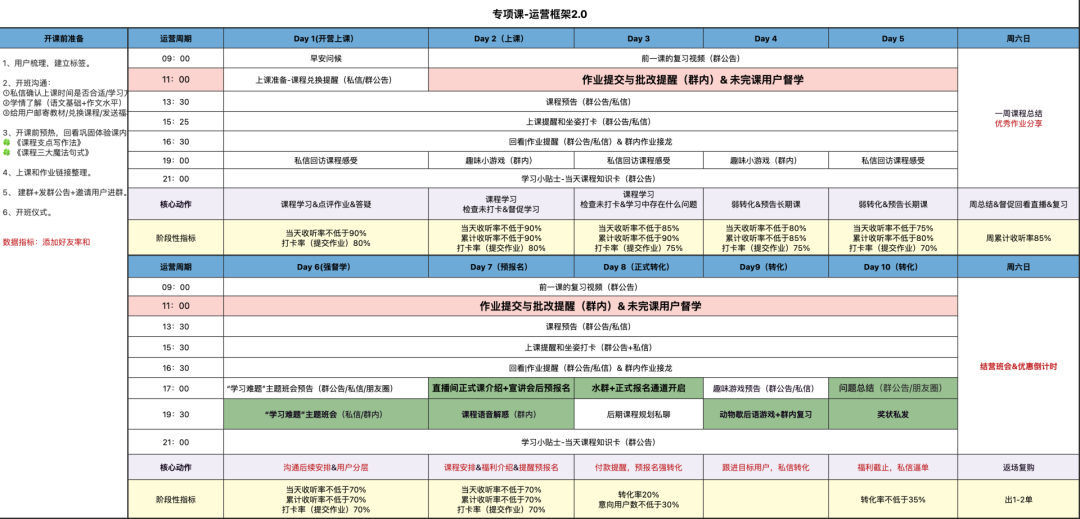 专项课-运营框架2.0
开课前准备
1、用户梳理，建立标签。
2、开班沟通：
①私信确认上课时间是否合适/学习
②学情了解（语文基础+作文水平）
③给用户邮寄教材/兑换课程/发送福
3、开课前预热，回看巩固体验课内
《课程支点写作法》
《课程三大魔法句式》
4、上课和作业链接整理。
5、建群+发群公告+邀请用户进群。
6、开班仪式。
数据指标：添加好友率和
运营周期 Day 1(开营上课) Day 2（上课） Day 3 Day 4 Day 5 周六日
09：00 早安问候 前一课的复习视频（群公告）
11：00 上课准备-课程兑换提醒（私信/群公告） 作业提交与批改提醒（群内）& 未完课用户督学
13：30 课程预告（群公告/私信）
15：25 上课提醒和坐姿打卡（群公告/私信）
16：30 回看|作业提醒（群公告/私信）& 群内作业接龙
19：00 私信回访课程感受 趣味小游戏（群内） 私信回访课程感受 趣味小游戏（群内） 私信回访课程感受
21：00 学习小贴士-当天课程知识卡（群公告）
一周课程总结
优秀作业分享
核心动作 课程学习&点评作业&答疑 课程学习 检查未打卡&督促学习 课程学习 检查未打卡&学习中存在什么问题 弱转化&预告长期课 弱转化&预告长期课 周总结&督促回看直播&复习
阶段性指标 当天收听率不低于90% 打卡率（提交作业）80% 当天收听率不低于90% 累计收听率不低于90% 打卡率（提交作业）80% 当天收听率不低于85% 累计收听率不低于90% 打卡率（提交作业）75% 当天收听率不低于80% 累计收听率不低于85% 打卡率（提交作业）75% 当天收听率不低于75% 累计收听率不低于80% 打卡率（提交作业）70% 周累计收听率85%
运营周期 Day 6(强督学) Day 7（预报名） Day 8（正式转化） Day9（转化） Day 10（转化） 周六日
09：00 前一课的复习视频（群公告）
11：00 作业提交与批改提醒（群内）& 未完课用户督学
13：30 课程预告（群公告/私信）
15：30 上课提醒和坐姿打卡（群公告+私信）
16：30 回看|作业提醒（群公告/私信）& 群内作业接龙
17：00 “学习难题”主题班会预告（群公告/私信/朋友圈） 直播间正式课介绍+宣讲会后预报名 水群+正式报名通道开启 趣味游戏预告（群公告/私信） 问题总结（群公告/朋友圈）
19：30 “学习难题”主题班会（私信/群内） 课程语音解惑（群内） 后期课程规划私聊 动物歇后语游戏+群内复习 奖状私发
21：00 学习小贴士-当天课程知识卡（群公告）
结营班会&优惠倒计时
核心动作 沟通后续安排&用户分层 课程安排&福利介绍&提醒预报名 付款提醒，预报名强转化 跟进目标用户，私信转化 福利截止，私信逼单 返场复购
阶段性指标 当天收听率不低于70% 累计收听率不低于70% 打卡率（提交作业）70% 当天收听率不低于70% 累计收听率不低于70% 打卡率（提交作业）70% 转化率20% 意向用户数不低于30% 转化率不低于35% 出1-2单